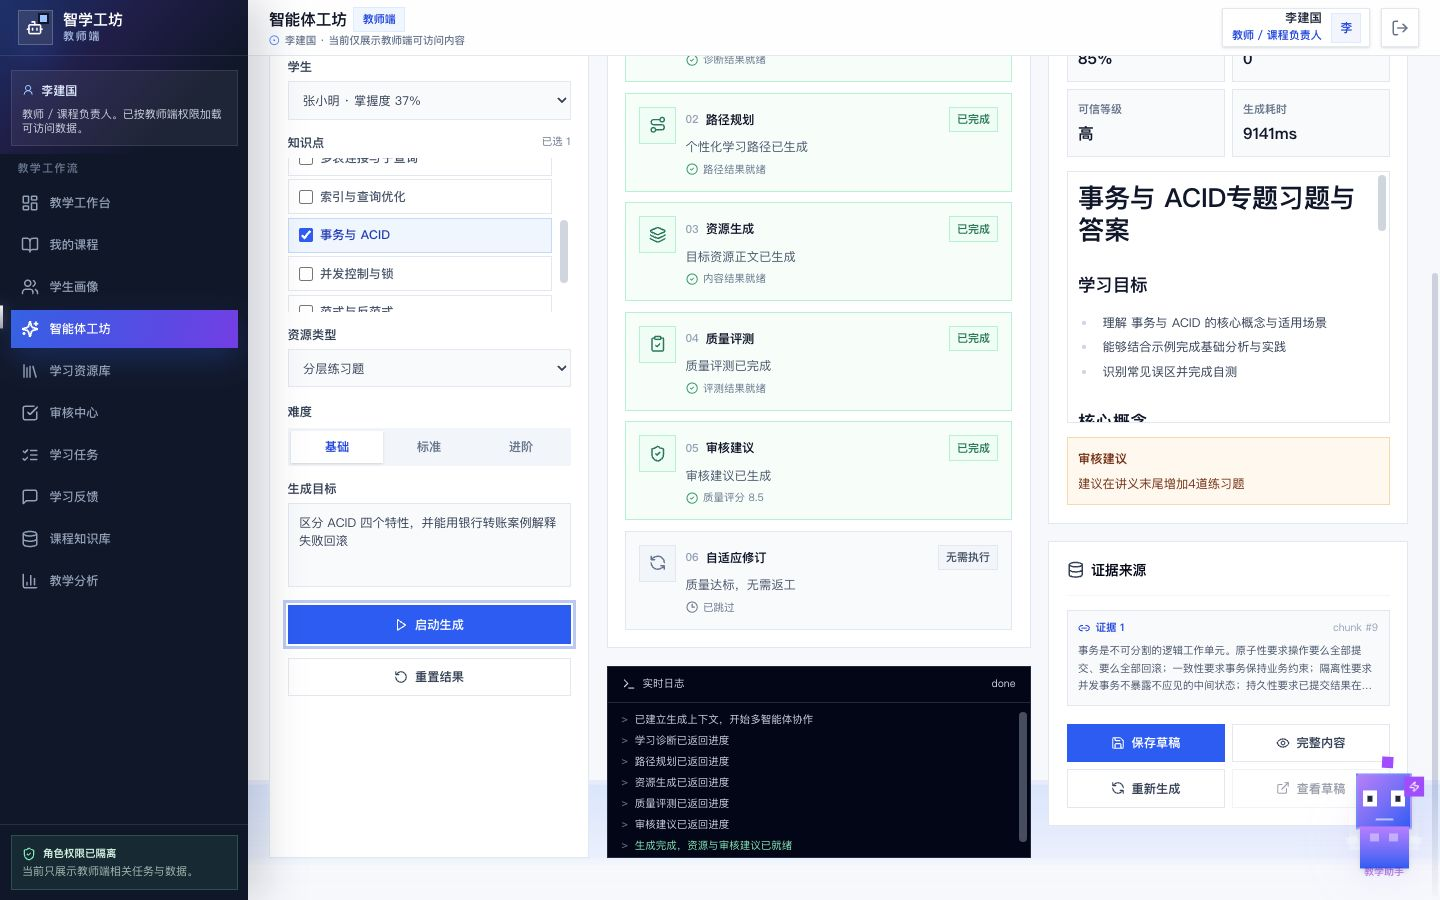 智学工坊
教师端
李建国
教师 / 课程负责人。已按教师端权限加载
可访问数据。
教学工作流
教学工作台
我的课程
学生画像
智能体工坊
学习资源库
审核中心
学习任务
学习反馈
课程知识库
教学分析
角色权限已隔离
当前只展示教师端相关任务与数据。
智能体工坊
教师端
李建国 · 当前仅展示教师端可访问内容
李建国
教师 / 课程负责人
李
学生
张小明 · 掌握度 37%
知识点
已选 1
多表连接与子查询
索引与查询优化
事务与 ACID
并发控制与锁
范式与反范式
资源类型
分层练习题
难度
基础
标准
进阶
生成目标
区分 ACID 四个特性，并能用银行转账案例解释
失败回滚
启动生成
重置结果
诊断结果就绪
02 路径规划
已完成
个性化学习路径已生成
路径结果就绪
03 资源生成
已完成
目标资源正文已生成
内容结果就绪
04 质量评测
已完成
质量评测已完成
评测结果就绪
05 审核建议
已完成
审核建议已生成
质量评分 8.5
06 自适应修订
无需执行
质量达标，无需返工
已跳过
实时日志
done
> 已建立生成上下文，开始多智能体协作
> 学习诊断已返回进度
> 路径规划已返回进度
> 资源生成已返回进度
> 质量评测已返回进度
> 审核建议已返回进度
> 生成完成，资源与审核建议已就绪
85%
0
可信等级
高
生成耗时
9141ms
事务与 ACID专题习题与
答案
学习目标
理解 事务与 ACID 的核心概念与适用场景
能够结合示例完成基础分析与实践
识别常见误区并完成自测
核心概念
审核建议
建议在讲义末尾增加4道练习题
证据来源
证据 1
chunk #9
事务是不可分割的逻辑工作单元。原子性要求操作要么全部提
交、要么全部回滚；一致性要求事务保持业务约束；隔离性要求
并发事务不暴露不应见的中间状态；持久性要求已提交结果在...
保存草稿
完整内容
重新生成
查看草稿
教学助手